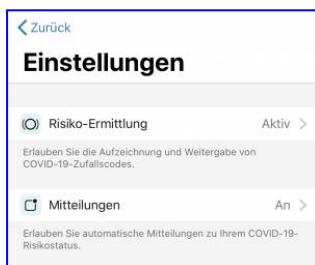 Zurück
Einstellungen
Risiko-Ermittlung Aktiv
Erlauben Sie die Aufzeichnung und Weitergabe von
COVID-19-Zufallscodes.
Mitteilungen An
Erlauben Sie automatische Mitteilungen zu Ihrem COVID-19-
Risikostatus.